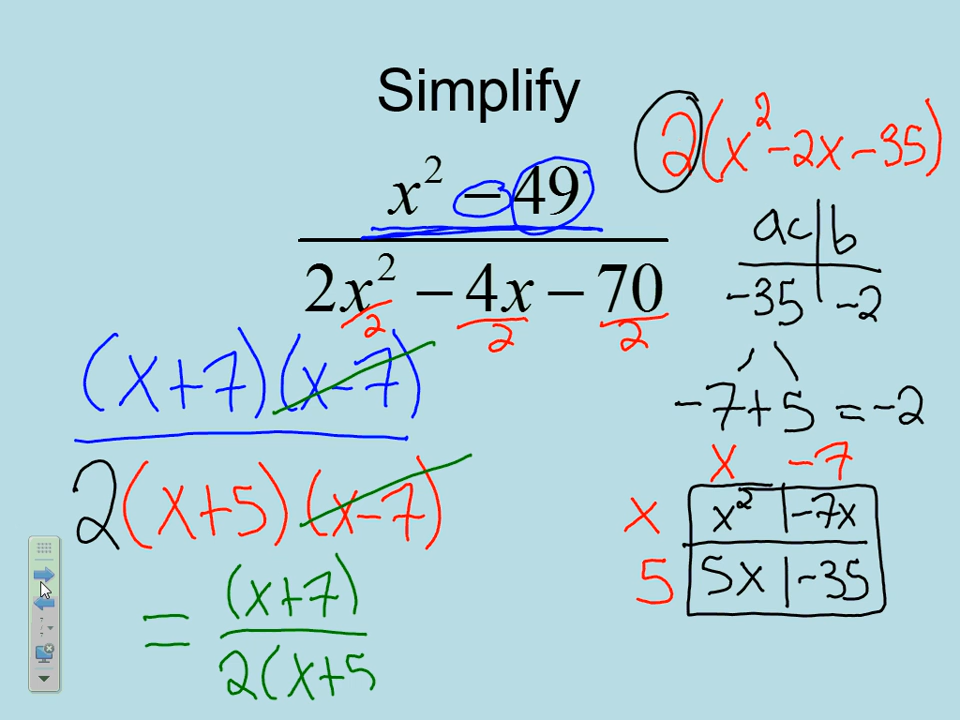 Simplify
x² − 49
2x² − 4x − 70
2 2 2
2(x² − 2x − 35)
ac | b
−35 | −2
−7 + 5 = −2
x −7
x x² | −7x
5 5x | −35
(x+7)(x−7)
2(x+5)(x−7)
= (x+7)
2(x+5